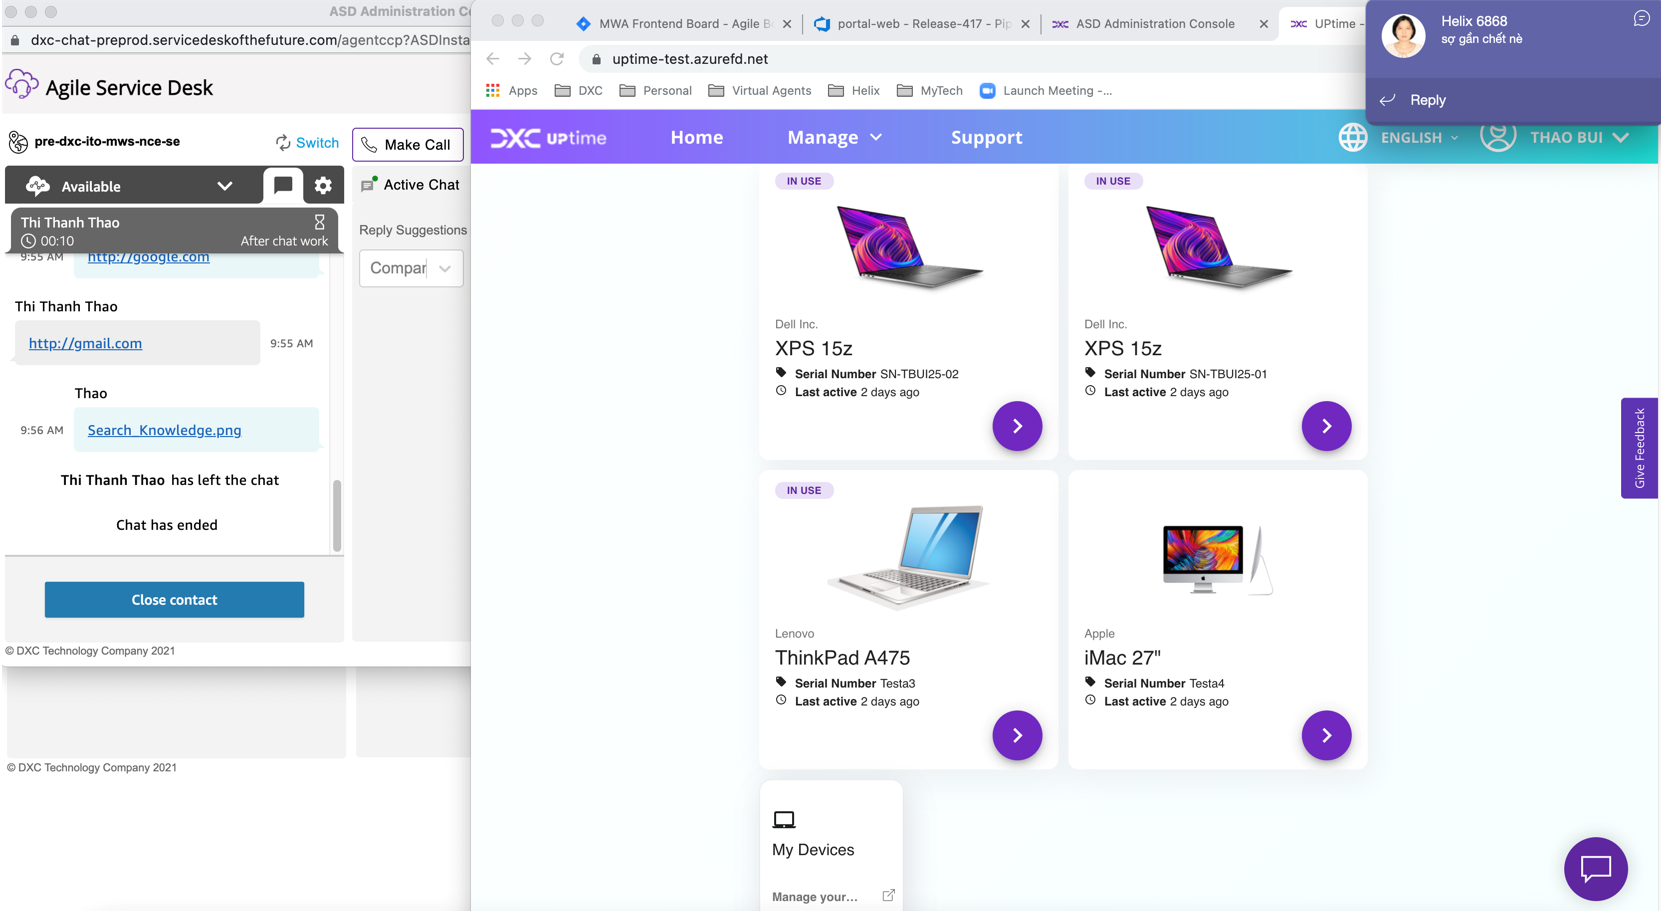 ASD Administration Co
dxc-chat-preprod.servicedeskofthefuture.com/agentccp?ASDInsta
Agile Service Desk
pre-dxc-ito-mws-nce-se
Switch
Make Call
Available
Active Chat
Thi Thanh Thao
00:10
After chat work
Reply Suggestions
Compar
9:55 AM
http://google.com
Thi Thanh Thao
http://gmail.com
9:55 AM
Thao
9:56 AM
Search_Knowledge.png
Thi Thanh Thao has left the chat
Chat has ended
Close contact
© DXC Technology Company 2021
© DXC Technology Company 2021
MWA Frontend Board - Agile B
portal-web - Release-417 - Pip
ASD Administration Console
UPtime -
uptime-test.azurefd.net
Apps
DXC
Personal
Virtual Agents
Helix
MyTech
Launch Meeting -...
Helix 6868
sợ gần chết nè
Reply
DXC UPtime
Home
Manage
Support
ENGLISH
THAO BUI
IN USE
Dell Inc.
XPS 15z
Serial Number SN-TBUI25-02
Last active 2 days ago
IN USE
Dell Inc.
XPS 15z
Serial Number SN-TBUI25-01
Last active 2 days ago
IN USE
Lenovo
ThinkPad A475
Serial Number Testa3
Last active 2 days ago
Apple
iMac 27"
Serial Number Testa4
Last active 2 days ago
My Devices
Manage your...
Give Feedback